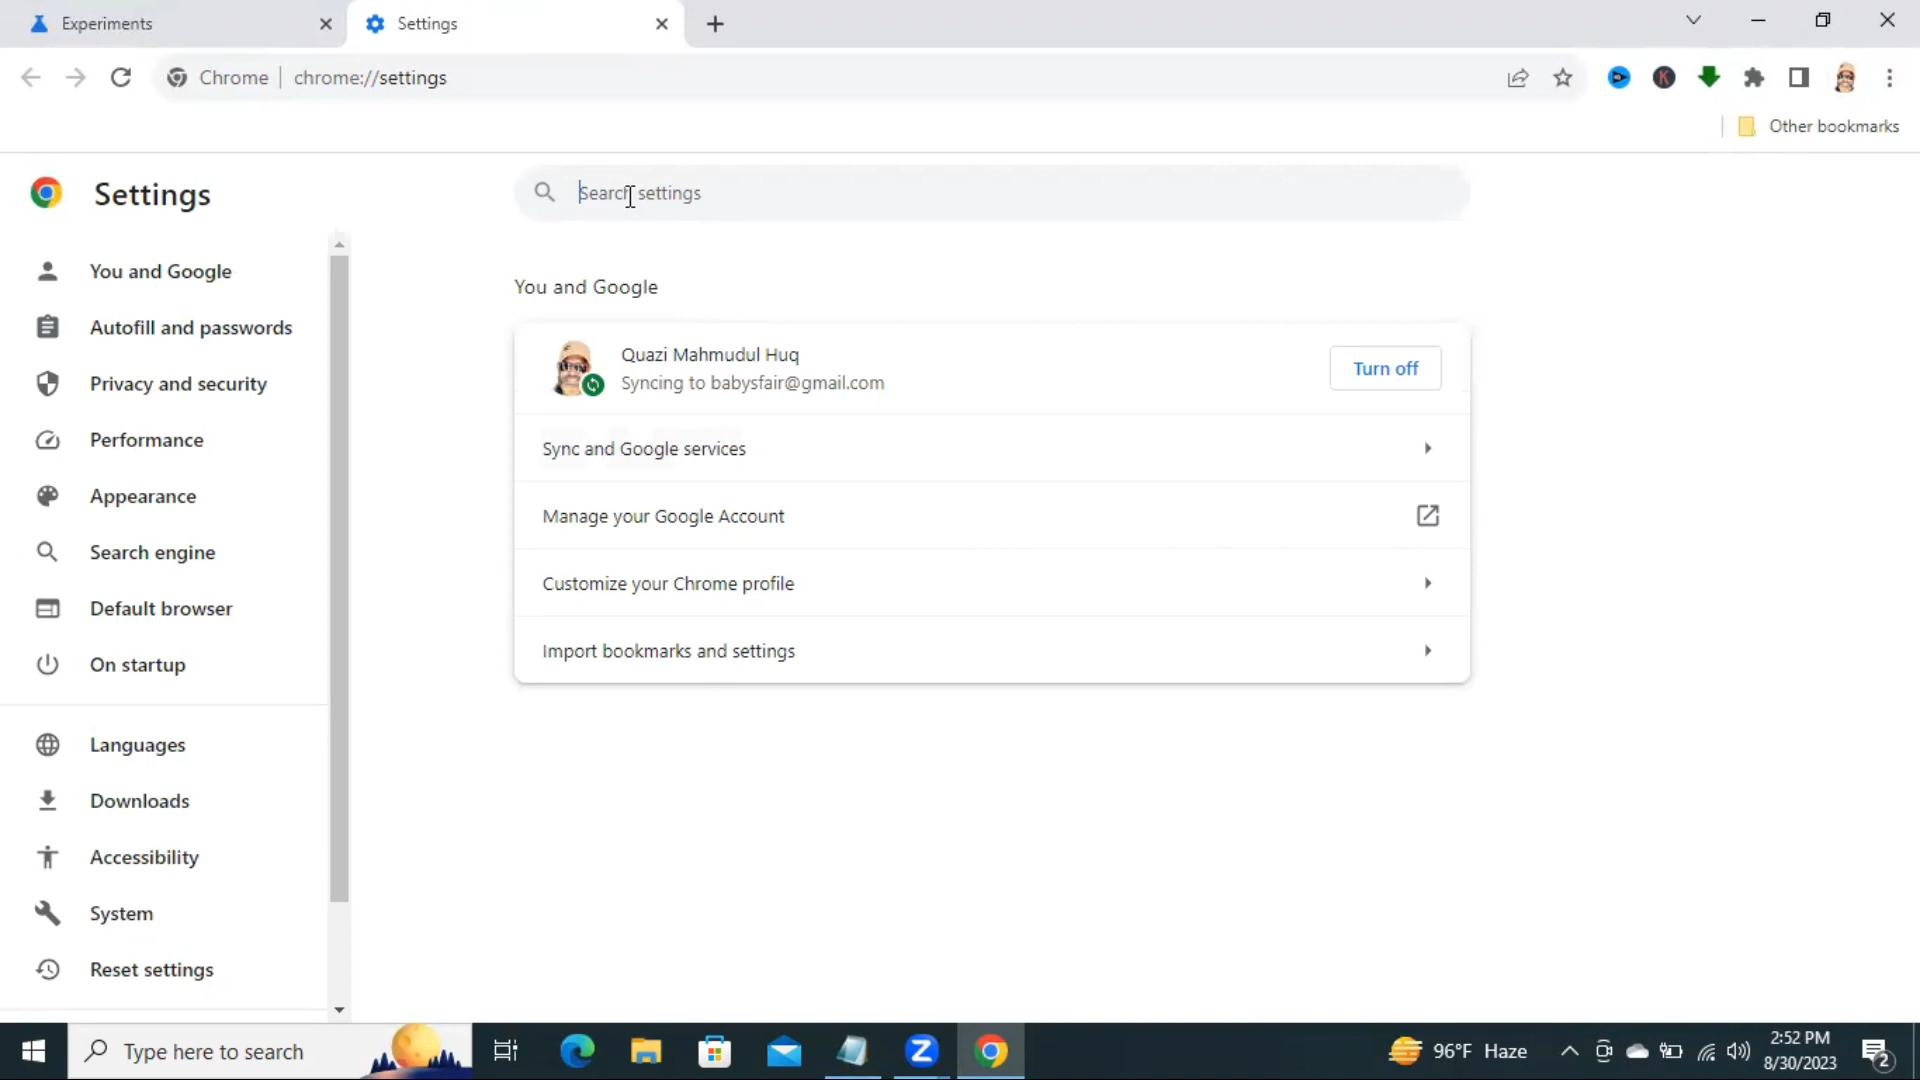 Experiments
Settings
Chrome
chrome://settings
Other bookmarks
Settings
Search settings
You and Google
Autofill and passwords
Privacy and security
Performance
Appearance
Search engine
Default browser
On startup
Languages
Downloads
Accessibility
System
Reset settings
You and Google
Quazi Mahmudul Huq
Syncing to babysfair@gmail.com
Turn off
Sync and Google services
Manage your Google Account
Customize your Chrome profile
Import bookmarks and settings
Type here to search
96°F Haze
2:52 PM
8/30/2023
2